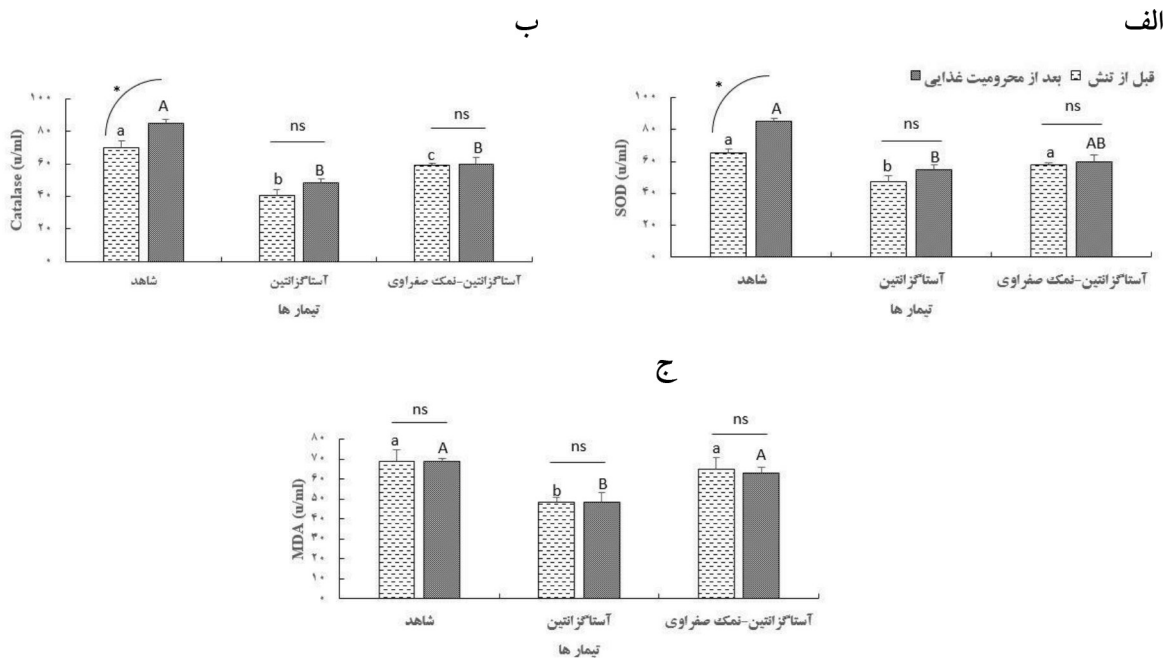 الف
بعد از محرومیت غذایی قبل از تنش
SOD (u/ml)
۱۰۰
۸۰
۶۰
۴۰
۲۰
۰
a * A
b ns B
a ns AB
شاهد آستاگزانتین آستاگزانتین-نمک صفراوی
تیمار ها
ب
Catalase (u/ml)
۱۰۰
۸۰
۶۰
۴۰
۲۰
۰
a * A
b ns B
c ns B
شاهد آستاگزانتین آستاگزانتین-نمک صفراوی
تیمار ها
ج
MDA (u/ml)
۸۰
۷۰
۶۰
۵۰
۴۰
۳۰
۲۰
۱۰
۰
a ns A
b ns B
a ns A
شاهد آستاگزانتین آستاگزانتین-نمک صفراوی
تیمار ها